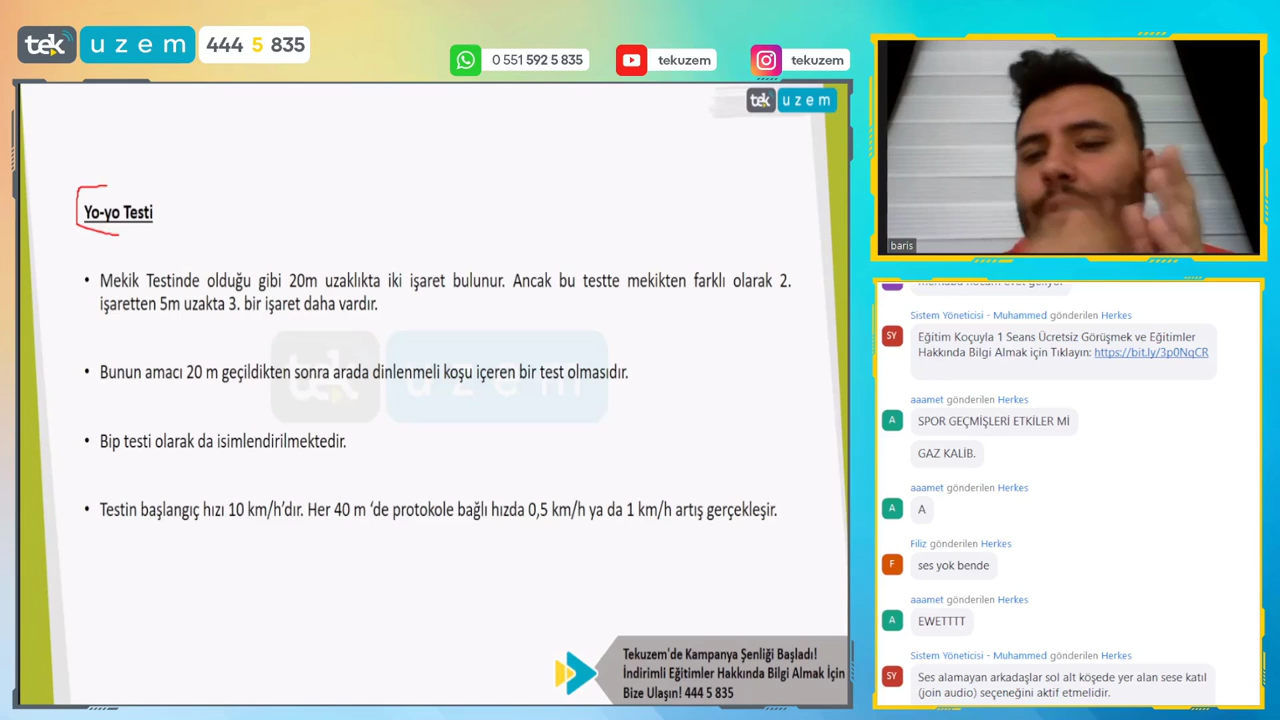 tek uzem 444 5 835
0 551 592 5 835
tekuzem
tekuzem
tek uzem
Yo-yo Testi
• Mekik Testinde olduğu gibi 20m uzaklıkta iki işaret bulunur. Ancak bu testte mekikten farklı olarak 2.
işaretten 5m uzakta 3. bir işaret daha vardır.
• Bunun amacı 20 m geçildikten sonra arada dinlenmeli koşu içeren bir test olmasıdır.
tek uzem
• Bip testi olarak da isimlendirilmektedir.
• Testin başlangıç hızı 10 km/h’dır. Her 40 m ‘de protokole bağlı hızda 0,5 km/h ya da 1 km/h artış gerçekleşir.
Tekuzem'de Kampanya Şenliği Başladı!
İndirimli Eğitimler Hakkında Bilgi Almak İçin
Bize Ulaşın! 444 5 835
baris
Sistem Yöneticisi - Muhammed gönderilen Herkes
SY
Eğitim Koçuyla 1 Seans Ücretsiz Görüşmek ve Eğitimler
Hakkında Bilgi Almak için Tıklayın: https://bit.ly/3p0NqCR
aaamet gönderilen Herkes
A
SPOR GEÇMİŞLERİ ETKİLER Mİ
GAZ KALİB.
aaamet gönderilen Herkes
A
A
Filiz gönderilen Herkes
F
ses yok bende
aaamet gönderilen Herkes
A
EWETTTT
Sistem Yöneticisi - Muhammed gönderilen Herkes
SY
Ses alamayan arkadaşlar sol alt köşede yer alan sese katıl
(join audio) seçeneğini aktif etmelidir.